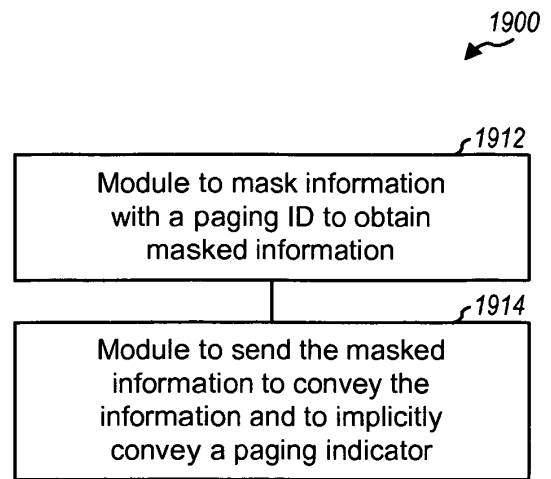 1900
1912
Module to mask information
with a paging ID to obtain
masked information
1914
Module to send the masked
information to convey the
information and to implicitly
convey a paging indicator